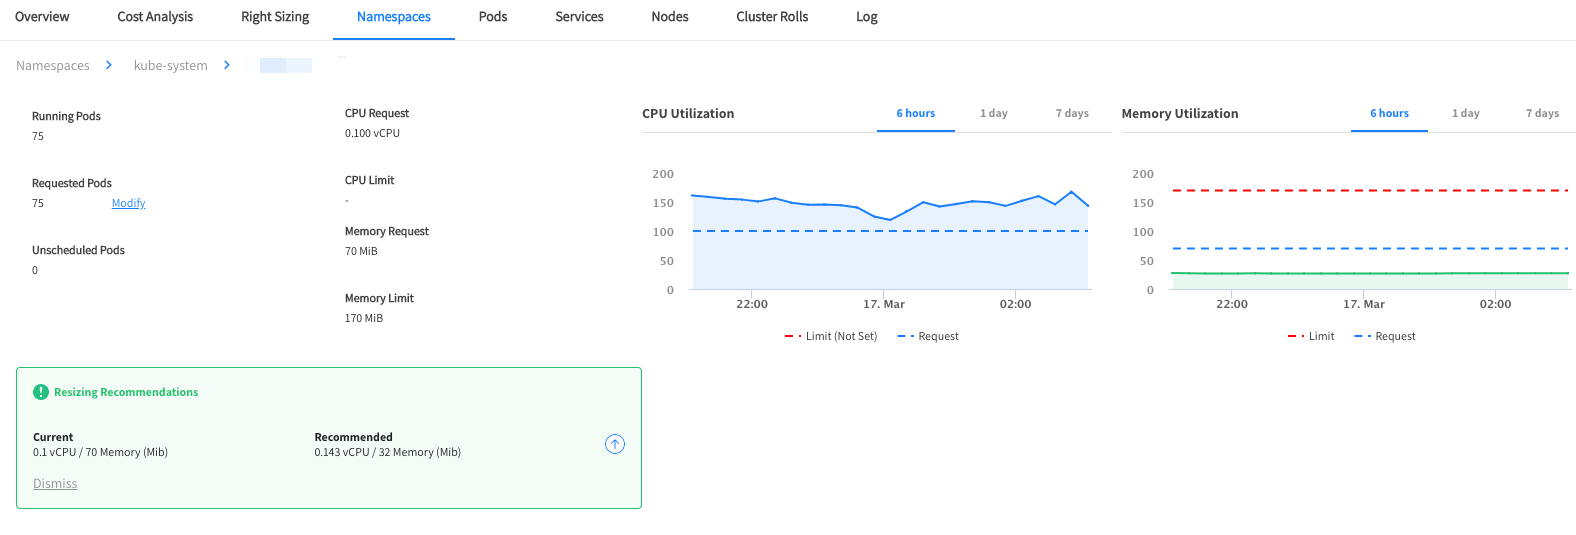 Overview Cost Analysis Right Sizing Namespaces Pods Services Nodes Cluster Rolls Log
Namespaces kube-system
Running Pods
75
Requested Pods
75 Modify
Unscheduled Pods
0
CPU Request
0.100 vCPU
CPU Limit
-
Memory Request
70 MiB
Memory Limit
170 MiB
CPU Utilization 6 hours 1 day 7 days
200
150
100
50
0
22:00 17. Mar 02:00
Limit (Not Set) Request
Memory Utilization 6 hours 1 day 7 days
200
150
100
50
0
22:00 17. Mar 02:00
Limit Request
Resizing Recommendations
Current Recommended
0.1 vCPU / 70 Memory (Mib) 0.143 vCPU / 32 Memory (Mib)
Dismiss